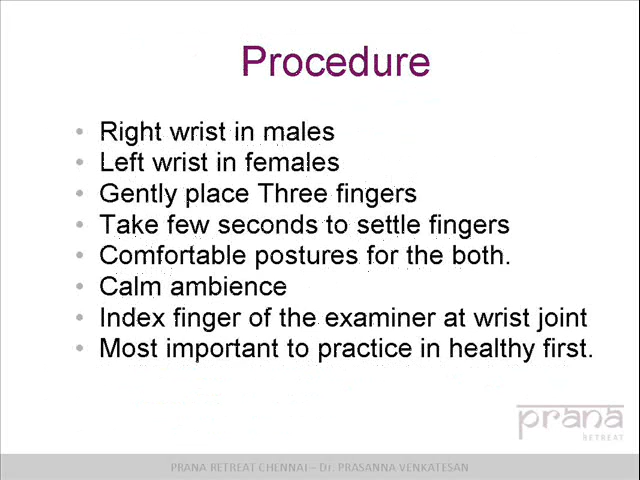 Procedure
• Right wrist in males
• Left wrist in females
• Gently place Three fingers
• Take few seconds to settle fingers
• Comfortable postures for the both.
• Calm ambience
• Index finger of the examiner at wrist joint
• Most important to practice in healthy first.
prana
RETREAT
PRANA RETREAT CHENNAI – Dr. PRASANNA VENKATESAN